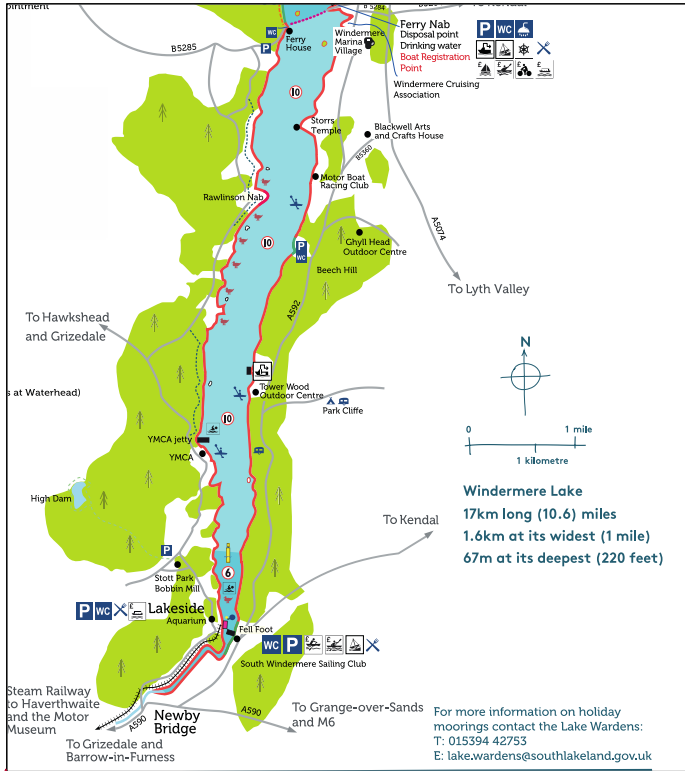 ointment
B5285
WC
P
Ferry
House
Windermere
Marina
Village
B 5284
Ferry Nab
Disposal point
Drinking water
Boat Registration
Point
P WC
£ £ £ £
Windermere Cruising
Association
10
Storrs
Temple
Blackwell Arts
and Crafts House
B5360
Motor Boat
Racing Club
Rawlinson Nab
10
P
WC
Ghyll Head
Outdoor Centre
A5074
Beech Hill
To Lyth Valley
A592
To Hawkshead
and Grizedale
N
s at Waterhead)
Tower Wood
Outdoor Centre
Park Cliffe
10
0 1 mile
1 kilometre
YMCA jetty
YMCA
High Dam
Windermere Lake
17km long (10.6) miles
1.6km at its widest (1 mile)
67m at its deepest (220 feet)
To Kendal
P
6
Stott Park
Bobbin Mill
P WC £ Lakeside
Aquarium
Fell Foot
WC P £ £
South Windermere Sailing Club
Steam Railway
to Haverthwaite
and the Motor
Museum
A590
Newby
Bridge
A590
To Grange-over-Sands
and M6
To Grizedale and
Barrow-in-Furness
For more information on holiday
moorings contact the Lake Wardens:
T: 015394 42753
E: lake.wardens@southlakeland.gov.uk